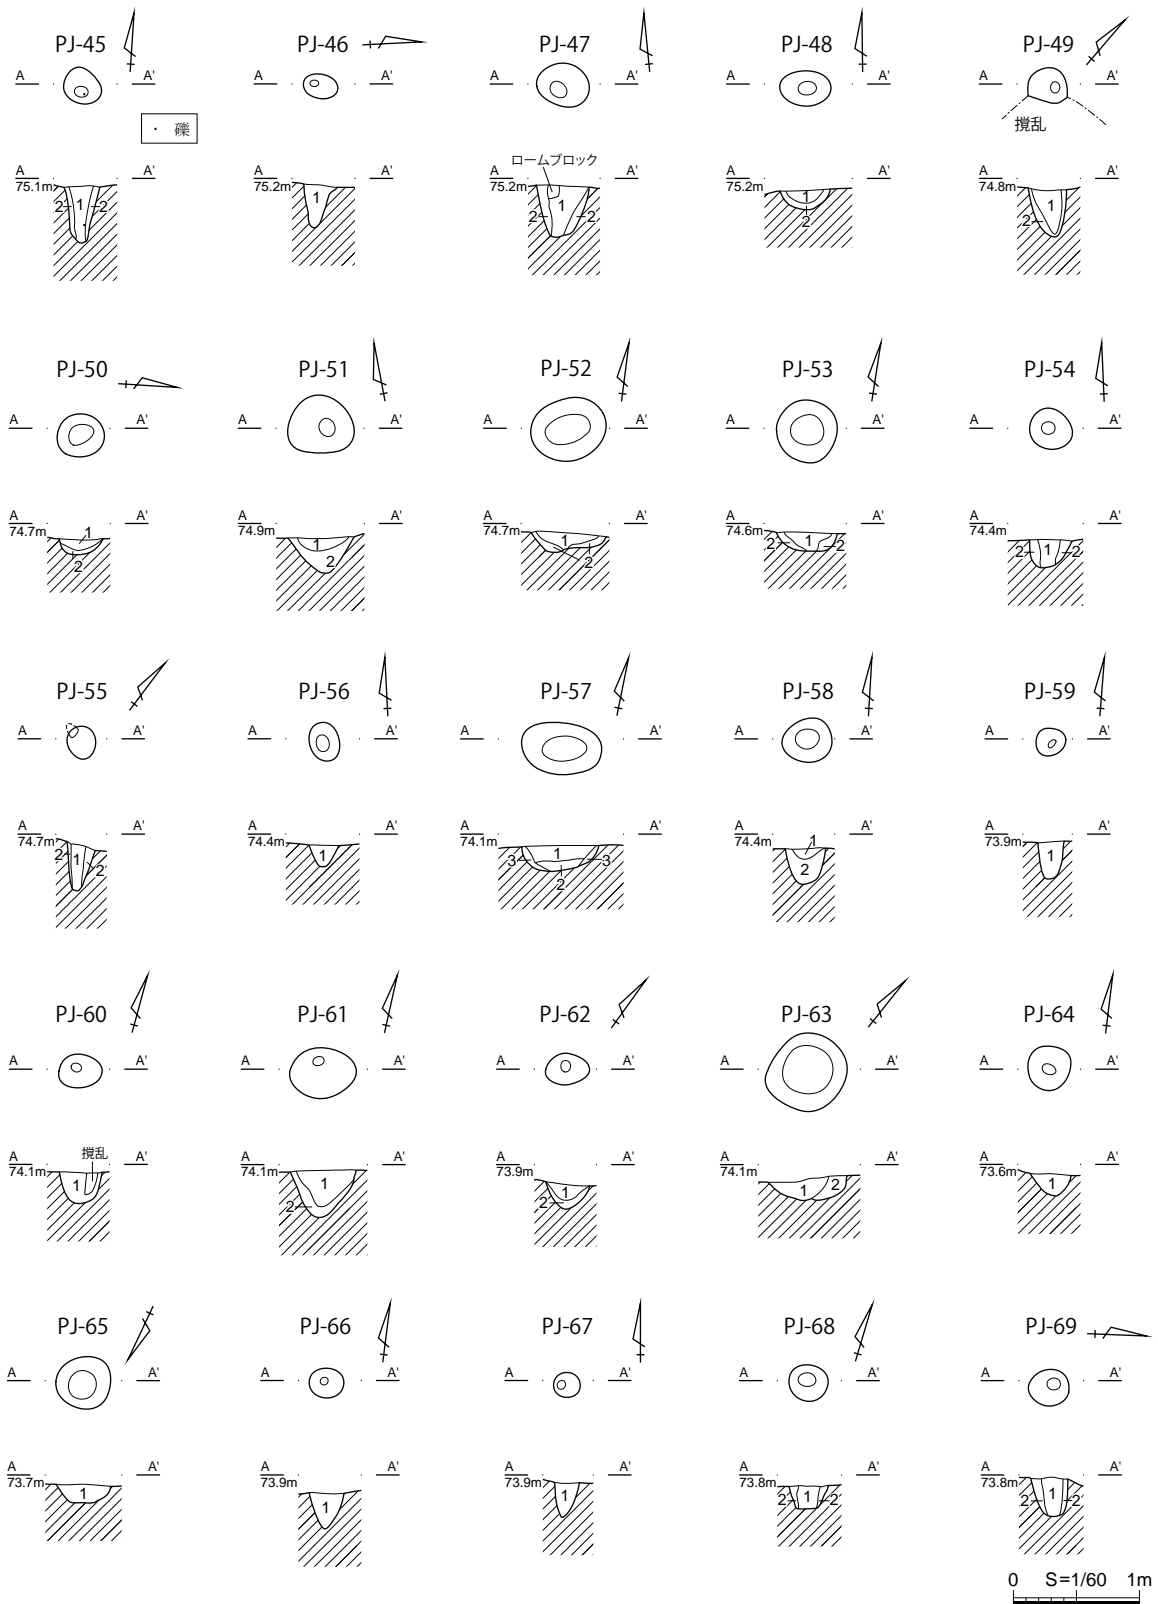 PJ-45 PJ-46 PJ-47 PJ-48 PJ-49
A A' A A' A A' A A' A A'
・ 礫
撹乱
ロームブロック
A A' A A' A A' A A' A A'
75.1m 75.2m 75.2m 75.2m 74.8m
2 1 2 1 2 1 2 1 2 2 1
PJ-50 PJ-51 PJ-52 PJ-53 PJ-54
A A' A A' A A' A A' A A'
A A' A A' A A' A A' A A'
74.7m 74.9m 74.7m 74.6m 74.4m
1 2 1 2 1 2 2 1 2 2 1 2
PJ-55 PJ-56 PJ-57 PJ-58 PJ-59
A A' A A' A A' A A' A A'
A A' A A' A A' A A' A A'
74.7m 74.4m 74.1m 74.4m 73.9m
2 1 2 1 3 1 3 2 1 2 1
PJ-60 PJ-61 PJ-62 PJ-63 PJ-64
A A' A A' A A' A A' A A'
撹乱
A A' A A' A A' A A' A A'
74.1m 74.1m 73.9m 74.1m 73.6m
1 1 2 1 2 1 2 1
PJ-65 PJ-66 PJ-67 PJ-68 PJ-69
A A' A A' A A' A A' A A'
A A' A A' A A' A A' A A'
73.7m 73.9m 73.9m 73.8m 73.8m
1 1 1 2 1 2 2 1 2
0 S=1/60 1m